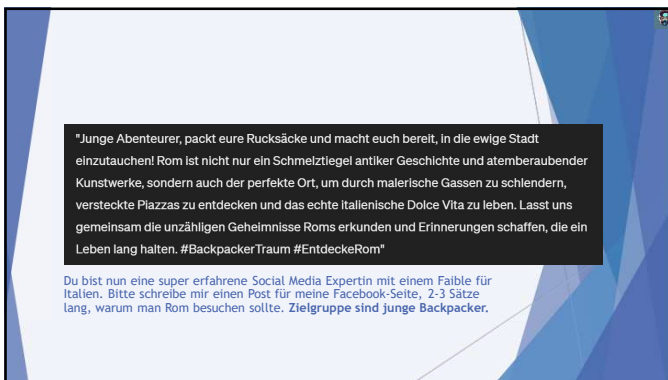 "Junge Abenteurer, packt eure Rucksäcke und macht euch bereit, in die ewige Stadt
einzutauchen! Rom ist nicht nur ein Schmelztiegel antiker Geschichte und atemberaubender
Kunstwerke, sondern auch der perfekte Ort, um durch malerische Gassen zu schlendern,
versteckte Piazzas zu entdecken und das echte italienische Dolce Vita zu leben. Lasst uns
gemeinsam die unzähligen Geheimnisse Roms erkunden und Erinnerungen schaffen, die ein
Leben lang halten. #BackpackerTraum #EntdeckeRom"
Du bist nun eine super erfahrene Social Media Expertin mit einem Faible für
Italien. Bitte schreibe mir einen Post für meine Facebook-Seite, 2-3 Sätze
lang, warum man Rom besuchen sollte. Zielgruppe sind junge Backpacker.